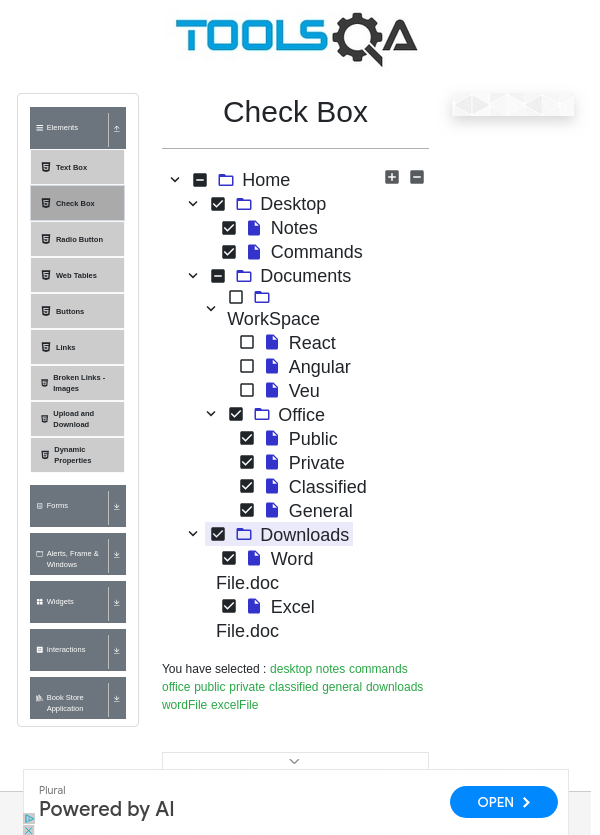 TOOLSQA
Check Box
Elements
Text Box
Check Box
Radio Button
Web Tables
Buttons
Links
Broken Links -
Images
Upload and
Download
Dynamic
Properties
Forms
Alerts, Frame &
Windows
Widgets
Interactions
Book Store
Application
Home
Desktop
Notes
Commands
Documents
WorkSpace
React
Angular
Veu
Office
Public
Private
Classified
General
Downloads
Word
File.doc
Excel
File.doc
You have selected : desktop notes commands
office public private classified general downloads
wordFile excelFile
Plural
Powered by AI
OPEN